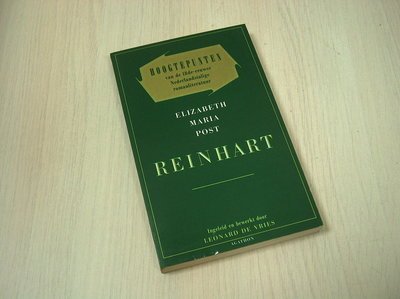 HOOGTEPUNTEN
van de 18de-eeuwse
Nederlandstalige
romanliteratuur
ELIZABETH
MARIA
POST
REINHART
Ingeleid en bewerkt door
LEONARD DE VRIES
AGATHON